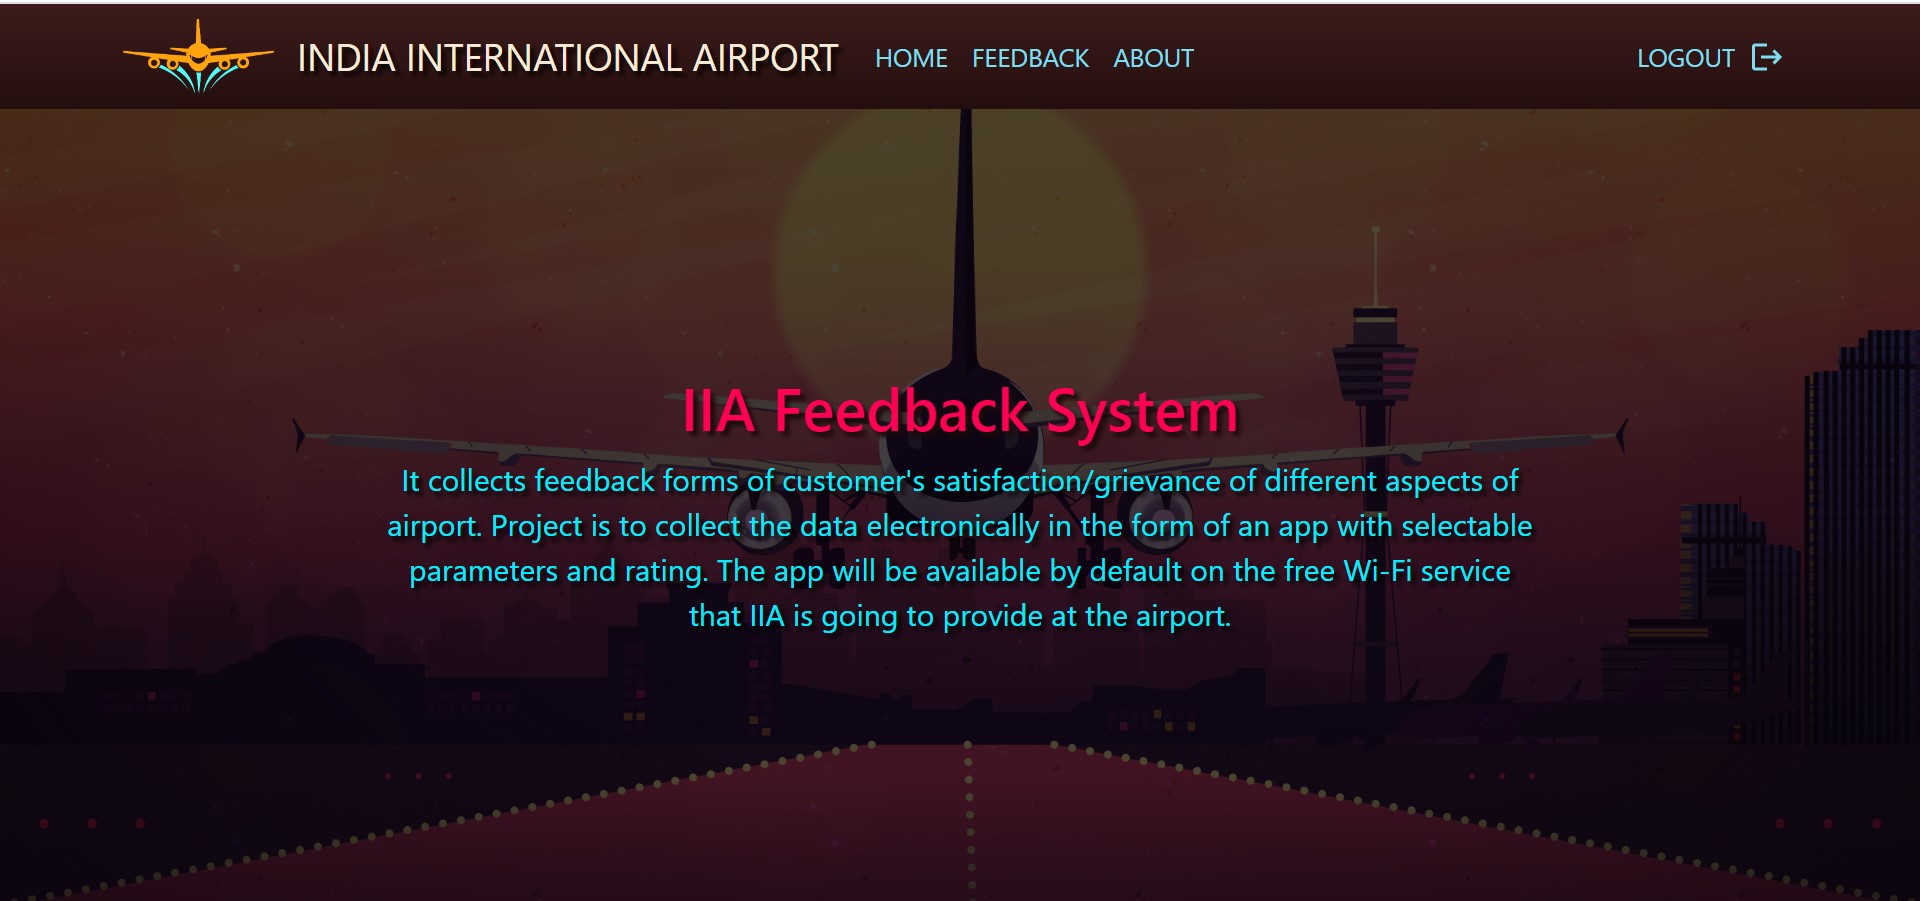 INDIA INTERNATIONAL AIRPORT HOME FEEDBACK ABOUT LOGOUT
IIA Feedback System
It collects feedback forms of customer's satisfaction/grievance of different aspects of
airport. Project is to collect the data electronically in the form of an app with selectable
parameters and rating. The app will be available by default on the free Wi-Fi service
that IIA is going to provide at the airport.